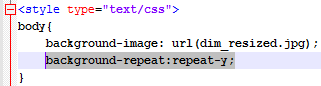 <style type="text/css">
body{
background-image: url(dim_resized.jpg);
background-repeat:repeat-y;
}